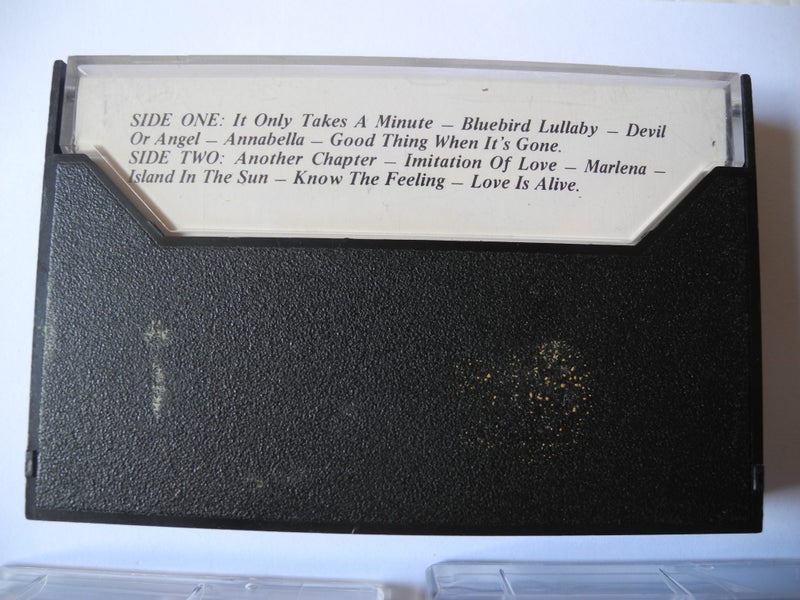 SIDE ONE: It Only Takes A Minute – Bluebird Lullaby – Devil
Or Angel – Annabella – Good Thing When It's Gone.
SIDE TWO: Another Chapter – Imitation Of Love – Marlena –
Island In The Sun – Know The Feeling – Love Is Alive.